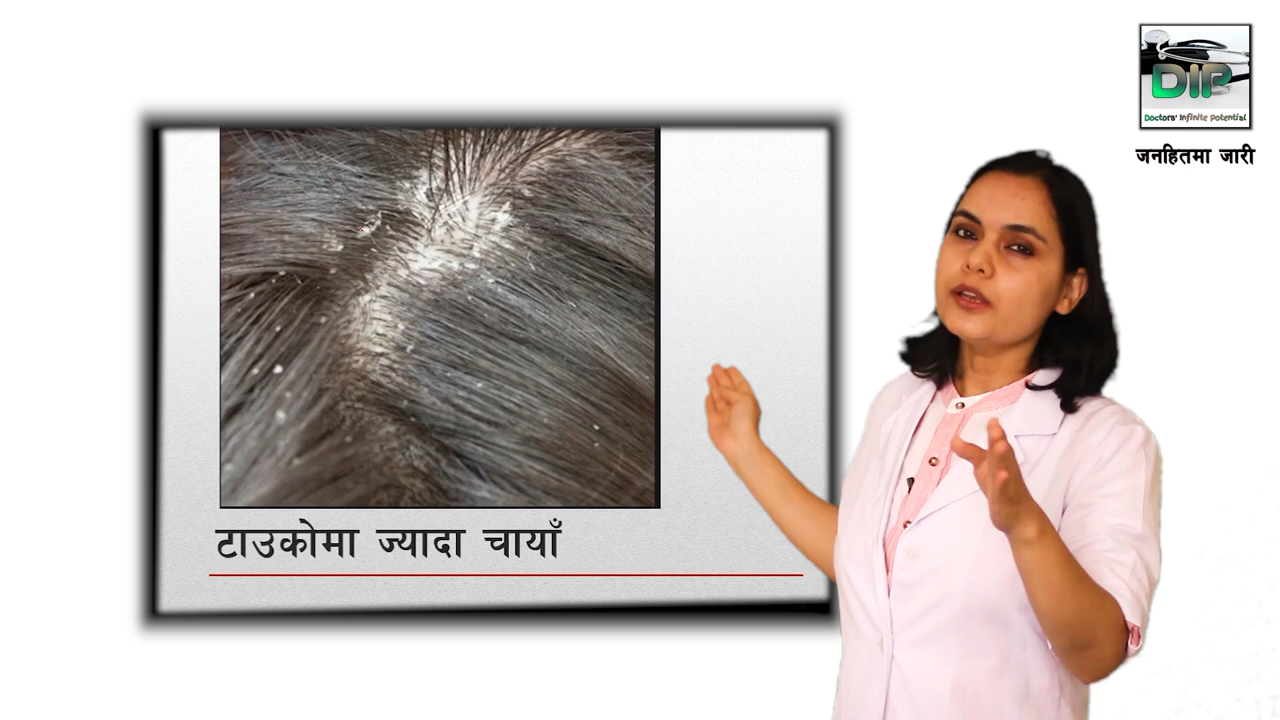 DIP
Doctors' Infinite Potential
जनहितमा जारी
टाउकोमा ज्यादा चायाँ